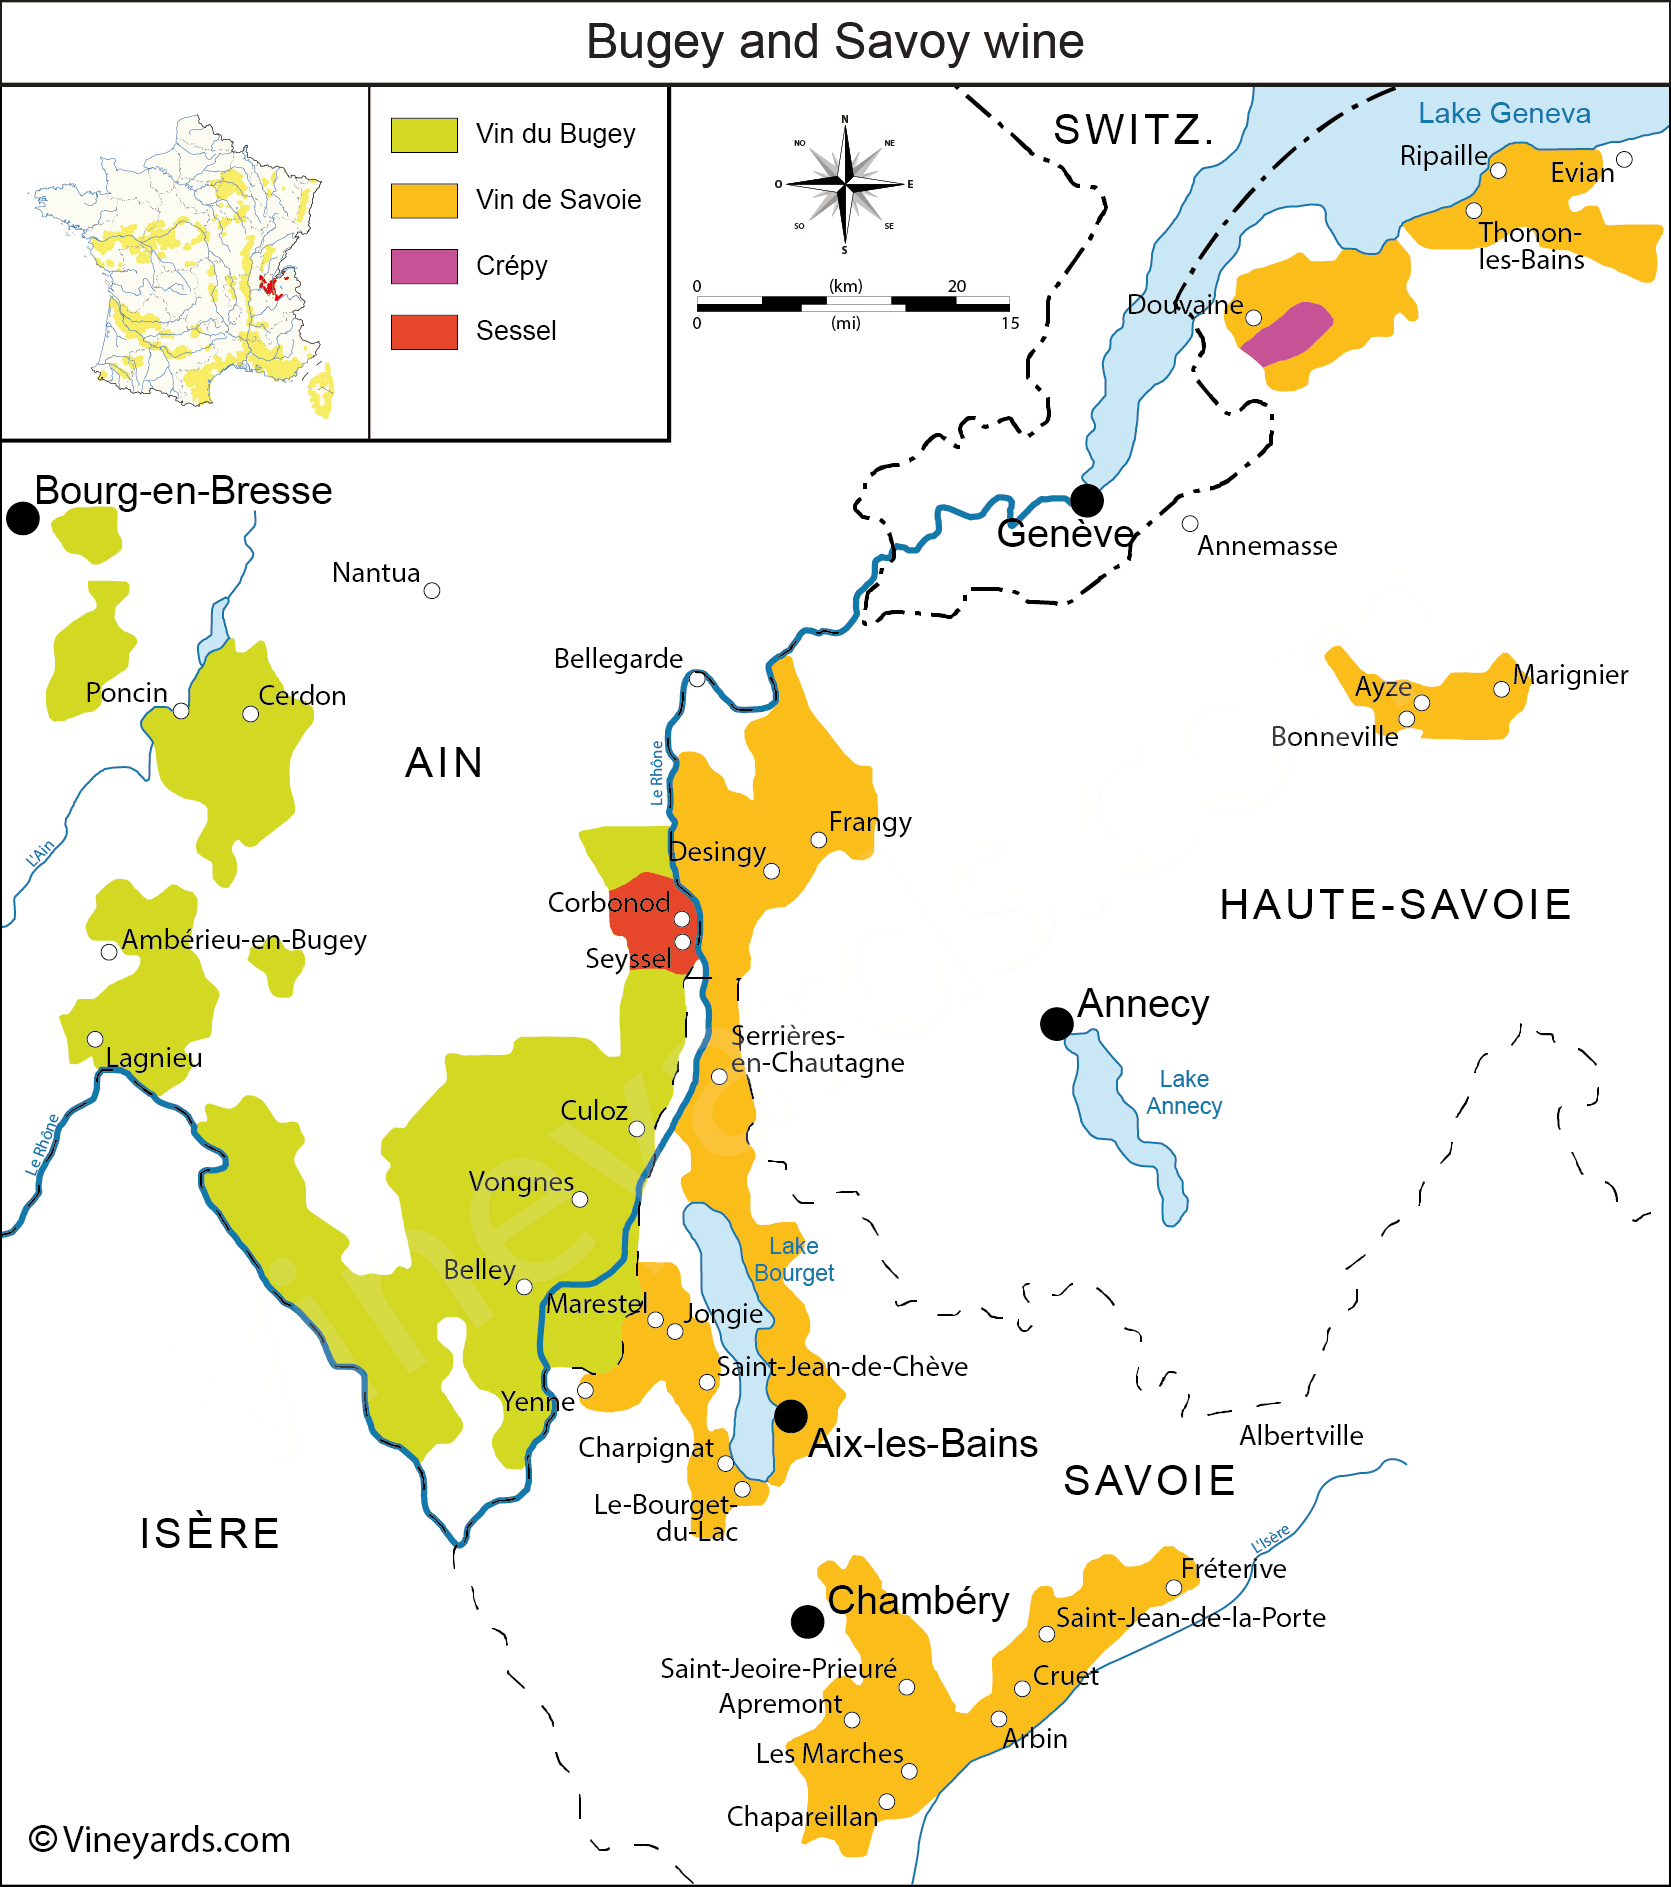 Bugey and Savoy wine
Vin du Bugey
Vin de Savoie
Crépy
Sessel
N
NO
NE
O
E
SO
SE
S
0
(km)
20
0
(mi)
15
SWITZ.
Lake Geneva
Ripaille
Evian
Thonon-
les-Bains
Douvaine
Bourg-en-Bresse
Genève
Annemasse
Nantua
Bellegarde
Poncin
Cerdon
Ayze
Marignier
Bonneville
AIN
Le Rhône
L'Ain
Frangy
Desingy
Corbonod
Seyssel
HAUTE-SAVOIE
Ambérieu-en-Bugey
Annecy
Lagnieu
Serrières-
en-Chautagne
Lake
Annecy
Le Rhône
Culoz
Vongnes
Lake
Bourget
Belley
Marestel
Jongie
Saint-Jean-de-Chève
Yenne
Aix-les-Bains
Albertville
Charpignat
SAVOIE
Le-Bourget-
du-Lac
ISÈRE
L'Isère
Fréterive
Chambéry
Saint-Jean-de-la-Porte
Saint-Jeoire-Prieuré
Cruet
Apremont
Arbin
Les Marches
Chapareillan
© Vineyards.com